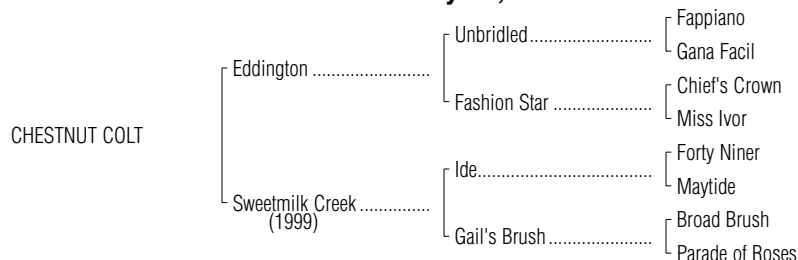 Fappiano
Unbridled
Gana Facil
Eddington
Chief's Crown
Fashion Star
Miss Ivor
CHESTNUT COLT
Forty Niner
Ide
Maytide
Sweetmilk Creek
(1999)
Broad Brush
Gail's Brush
Parade of Roses